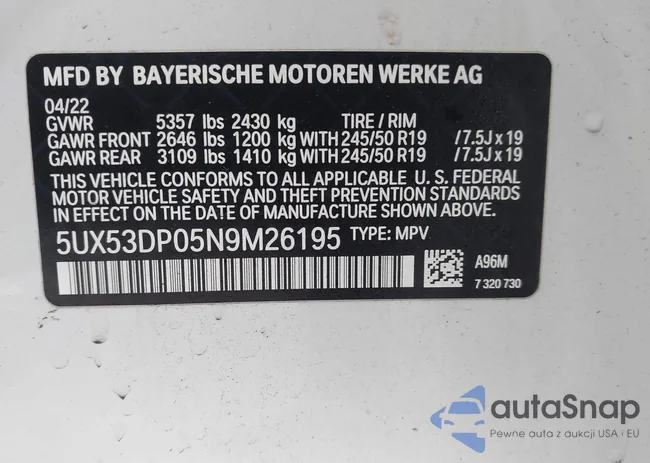 MFD BY BAYERISCHE MOTOREN WERKE AG
04/22
GVWR 5357 lbs 2430 kg TIRE / RIM
GAWR FRONT 2646 lbs 1200 kg WITH 245/50 R19 / 7.5J x 19
GAWR REAR 3109 lbs 1410 kg WITH 245/50 R19 / 7.5J x 19
THIS VEHICLE CONFORMS TO ALL APPLICABLE U. S. FEDERAL
MOTOR VEHICLE SAFETY AND THEFT PREVENTION STANDARDS
IN EFFECT ON THE DATE OF MANUFACTURE SHOWN ABOVE.
5UX53DP05N9M26195 TYPE: MPV
A96M
7 320 730
autoSnap
Pewne auta z aukcji USA i EU